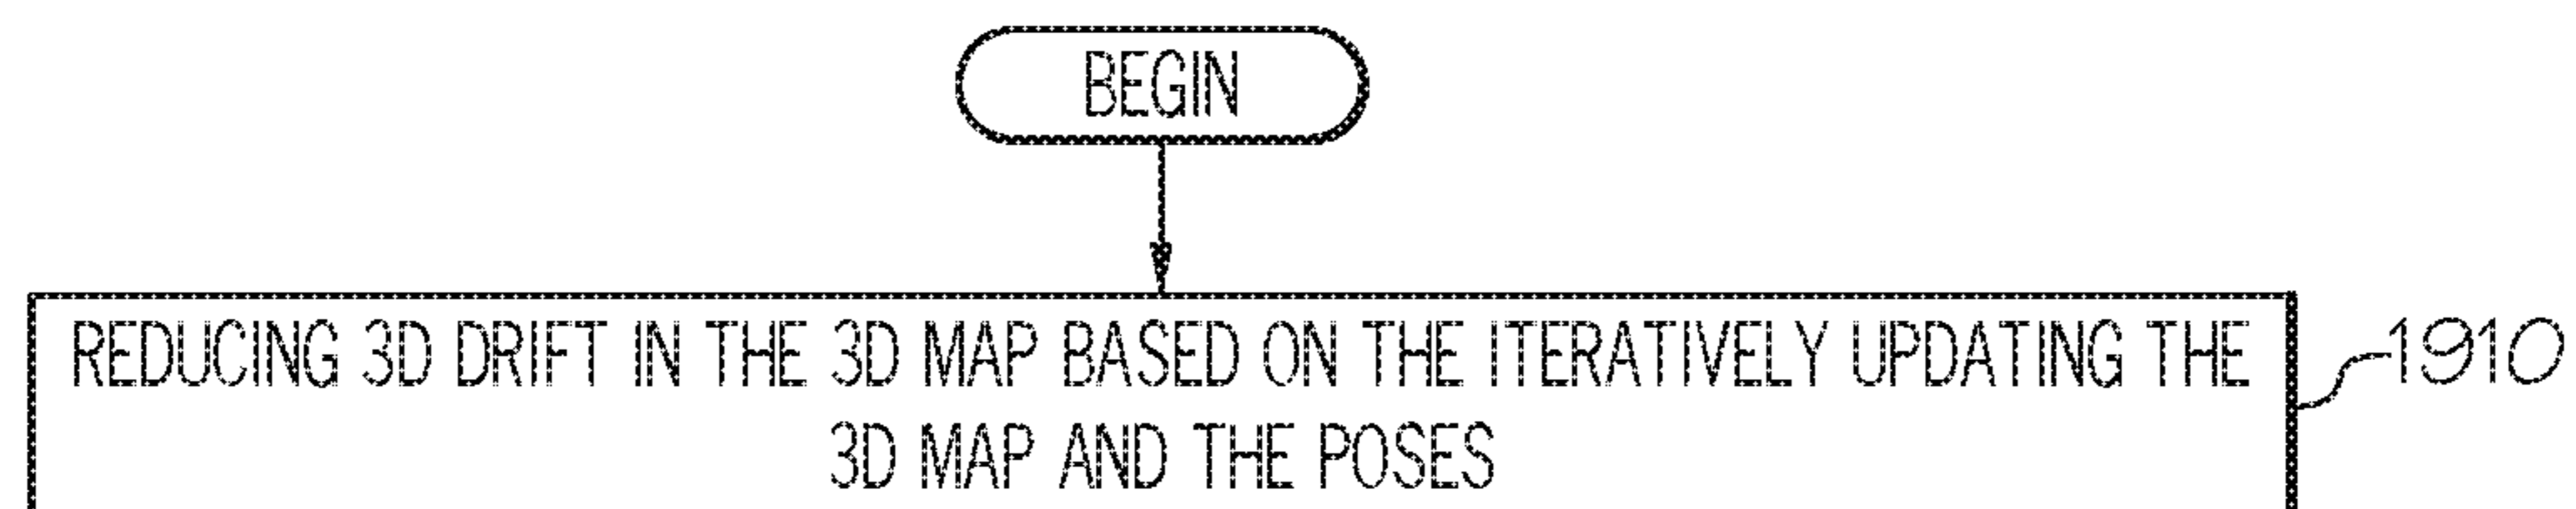 BEGIN
REDUCING 3D DRIFT IN THE 3D MAP BASED ON THE ITERATIVELY UPDATING THE
3D MAP AND THE POSES
1910